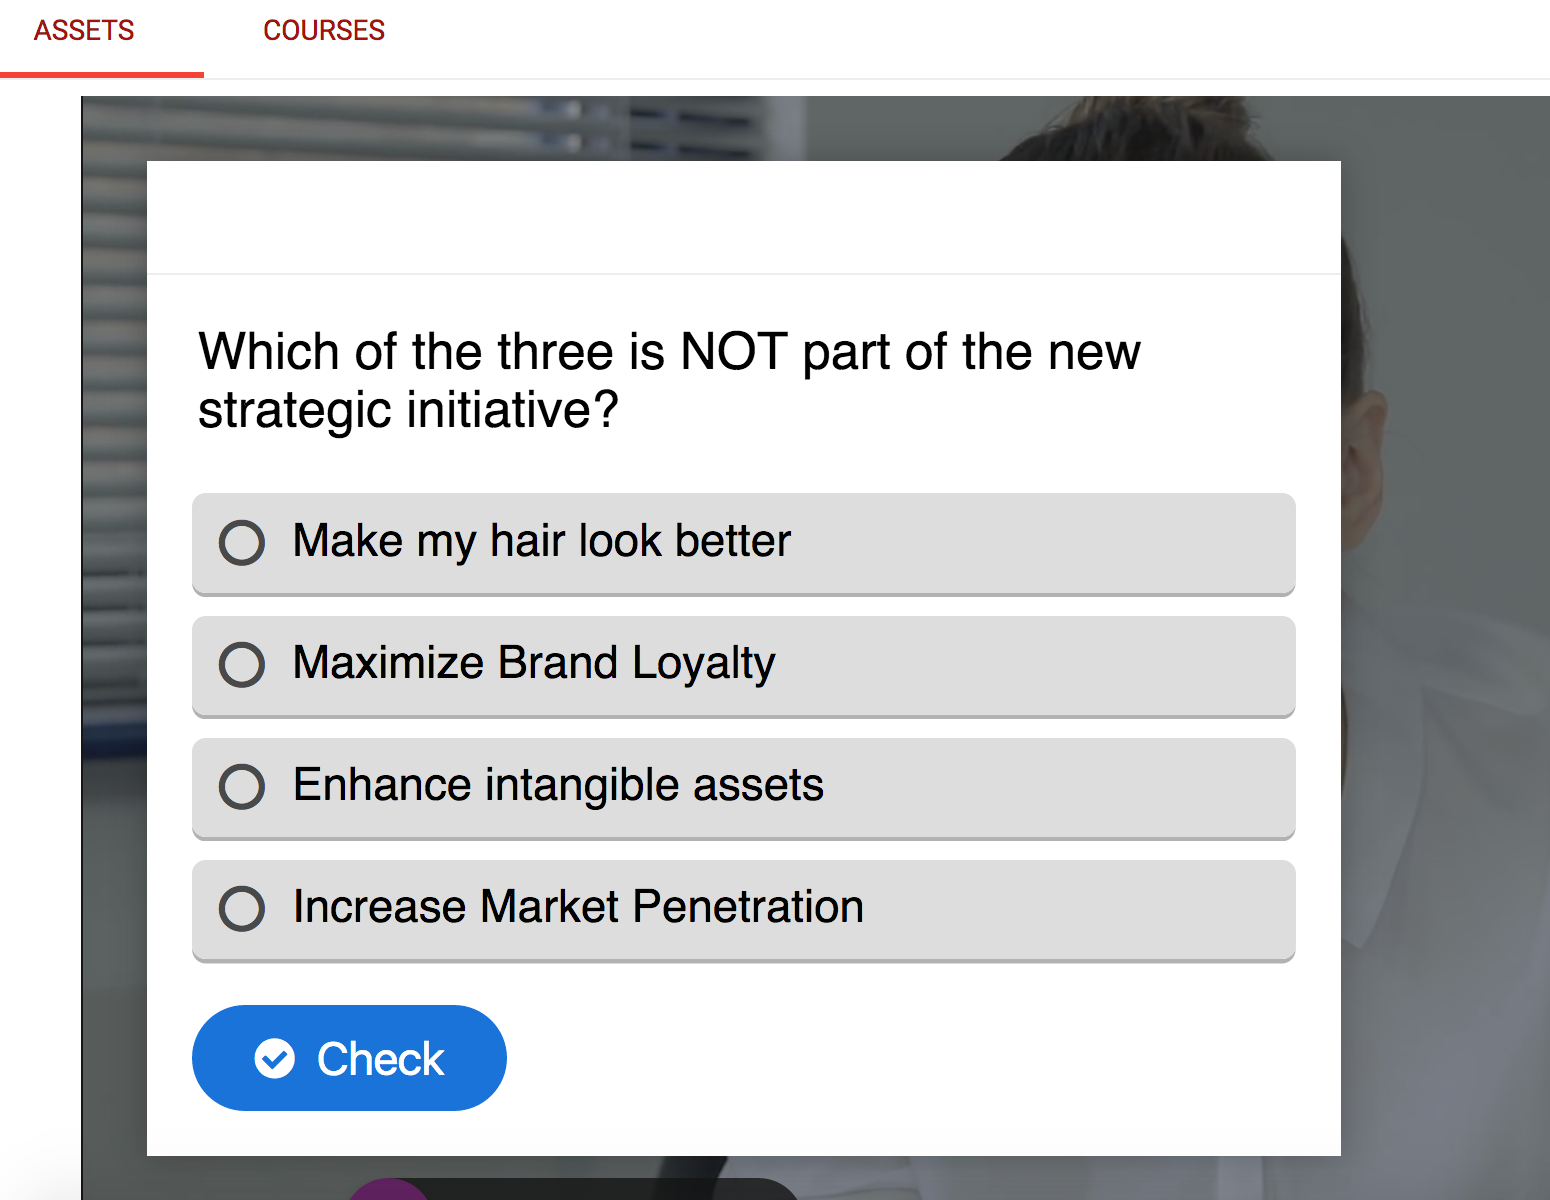 ASSETS COURSES
Which of the three is NOT part of the new
strategic initiative?
Make my hair look better
Maximize Brand Loyalty
Enhance intangible assets
Increase Market Penetration
Check